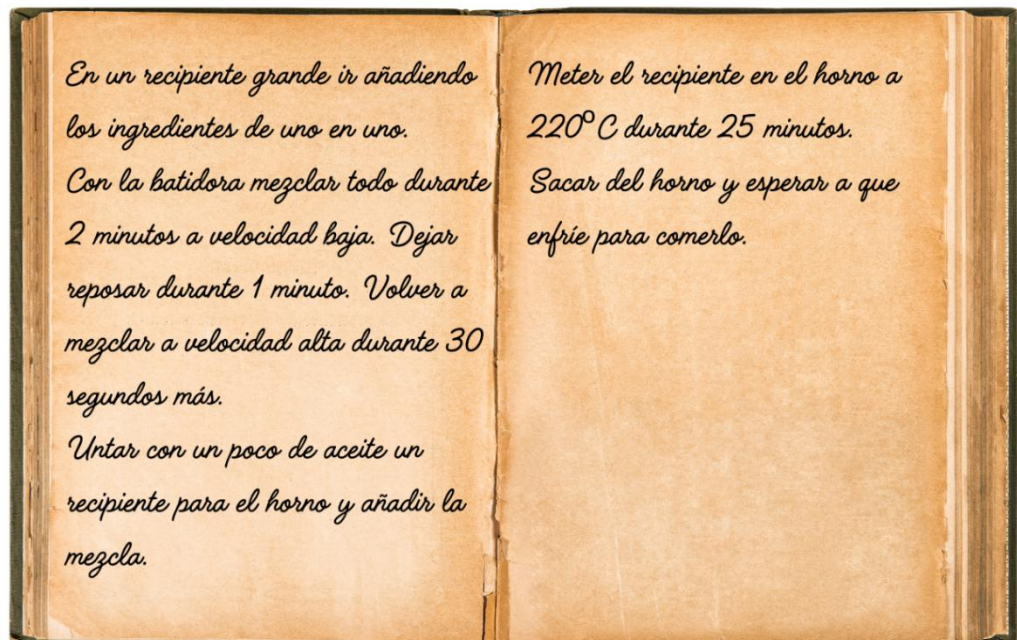 En un recipiente grande ir añadiendo
los ingredientes de uno en uno.
Con la batidora mezclar todo durante
2 minutos a velocidad baja. Dejar
reposar durante 1 minuto. Volver a
mezclar a velocidad alta durante 30
segundos más.
Untar con un poco de aceite un
recipiente para el horno y añadir la
mezcla.
Meter el recipiente en el horno a
220º C durante 25 minutos.
Sacar del horno y esperar a que
enfríe para comerlo.